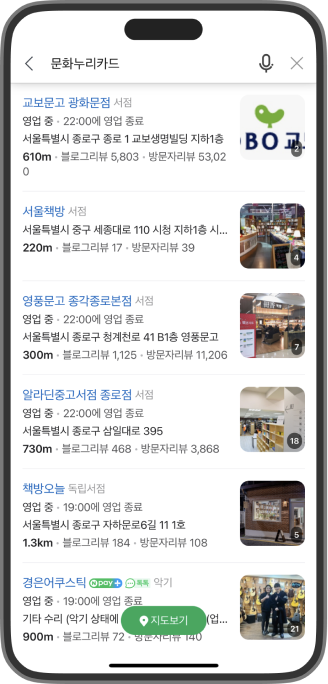 문화누리카드
교보문고 광화문점 서점
영업 중 · 22:00에 영업 종료
서울특별시 종로구 종로 1 교보생명빌딩 지하1층
610m · 블로그리뷰 5,803 · 방문자리뷰 53,02
0
BO 교
2
서울책방 서점
서울특별시 중구 세종대로 110 시청 지하1층 시...
220m · 블로그리뷰 17 · 방문자리뷰 39
4
영풍문고 종각종로본점 서점
영업 중 · 22:00에 영업 종료
서울특별시 종로구 청계천로 41 B1층 영풍문고
300m · 블로그리뷰 1,125 · 방문자리뷰 11,206
7
알라딘중고서점 종로점 서점
영업 중 · 22:00에 영업 종료
서울특별시 종로구 삼일대로 395
730m · 블로그리뷰 468 · 방문자리뷰 3,868
18
책방오늘 독립서점
영업 중 · 19:00에 영업 종료
서울특별시 종로구 자하문로6길 11 1호
1.3km · 블로그리뷰 184 · 방문자리뷰 108
5
경은어쿠스틱 N pay+ 톡톡 악기
영업 중 · 19:00에 영업 종료
기타 수리 (악기 상태에 (업...
900m · 블로그리뷰 72 · 방문자리뷰 140
21
지도보기